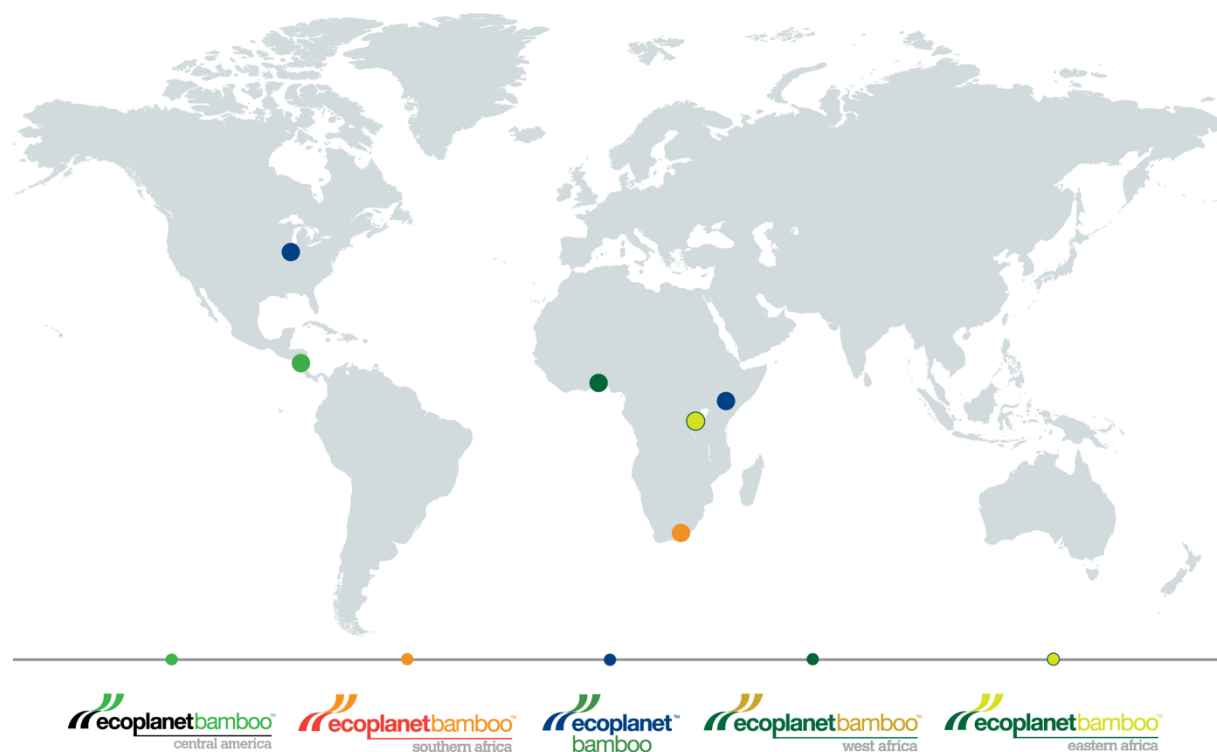 ecoplanetbamboo™
central america
ecoplanetbamboo™
southern africa
ecoplanet™
bamboo
ecoplanetbamboo™
west africa
ecoplanetbamboo™
eastern africa